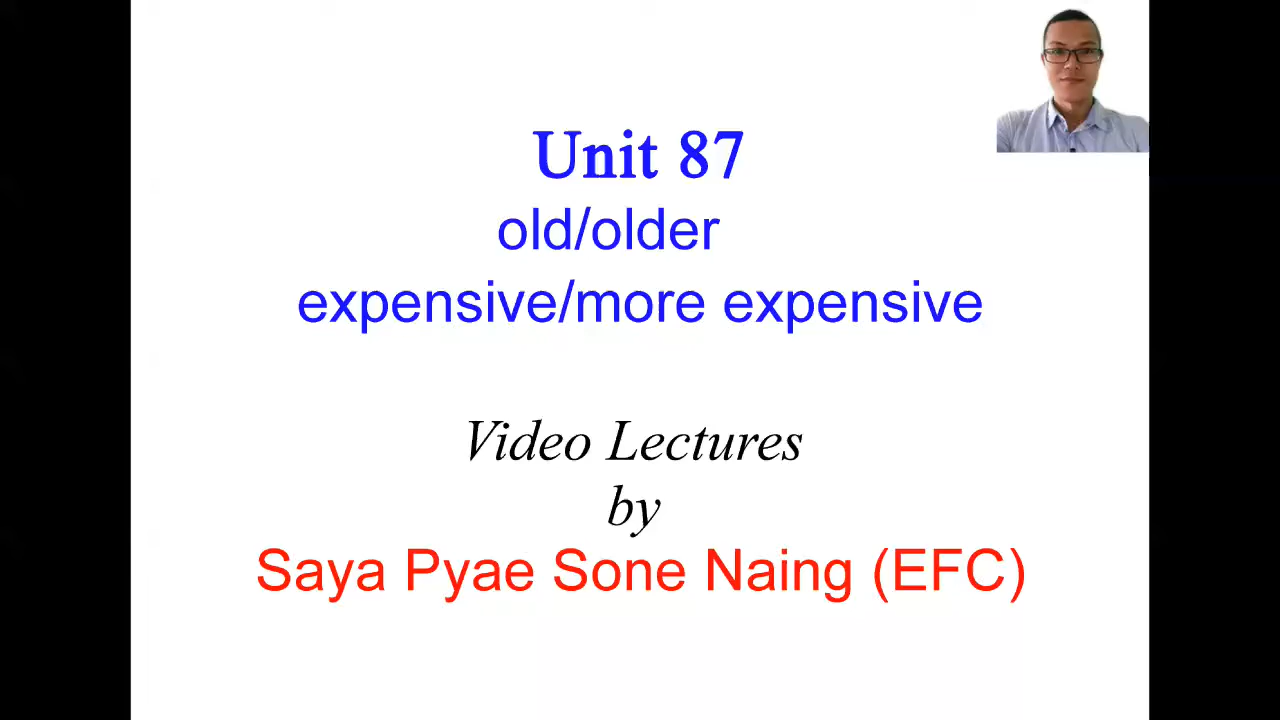 Unit 87
old/older
expensive/more expensive
Video Lectures
by
Saya Pyae Sone Naing (EFC)